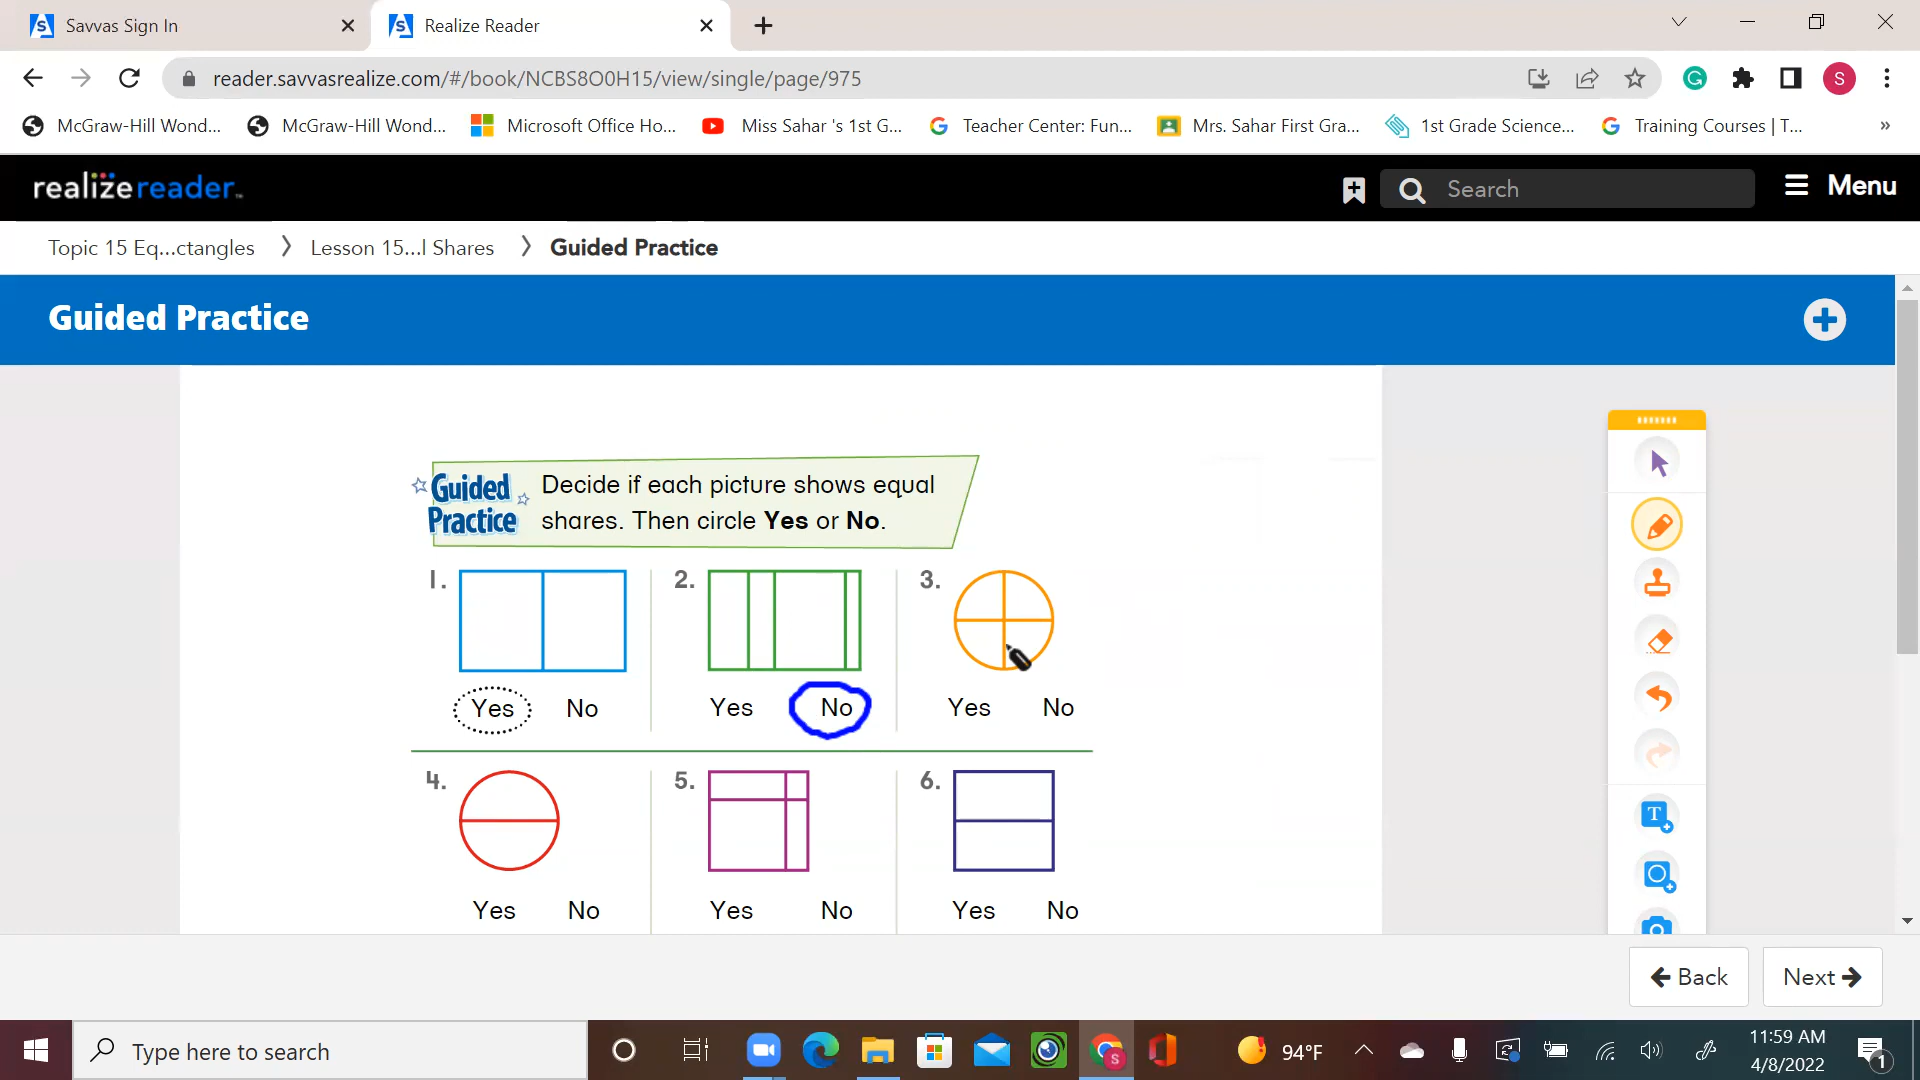 Savvas Sign In
Realize Reader
reader.savvasrealize.com/#/book/NCBS8O0H15/view/single/page/975
S
McGraw-Hill Wond... McGraw-Hill Wond... Microsoft Office Ho... Miss Sahar 's 1st G... Teacher Center: Fun... Mrs. Sahar First Gra... 1st Grade Science... Training Courses | T... »
realizereader™ Search Menu
Topic 15 Eq...ctangles Lesson 15...l Shares Guided Practice
Guided Practice
Guided Practice
Decide if each picture shows equal
shares. Then circle Yes or No.
1. 2. 3.
Yes No Yes No Yes No
4. 5. 6.
Yes No Yes No Yes No
T
Back Next
Type here to search
S
94°F
11:59 AM
4/8/2022
1